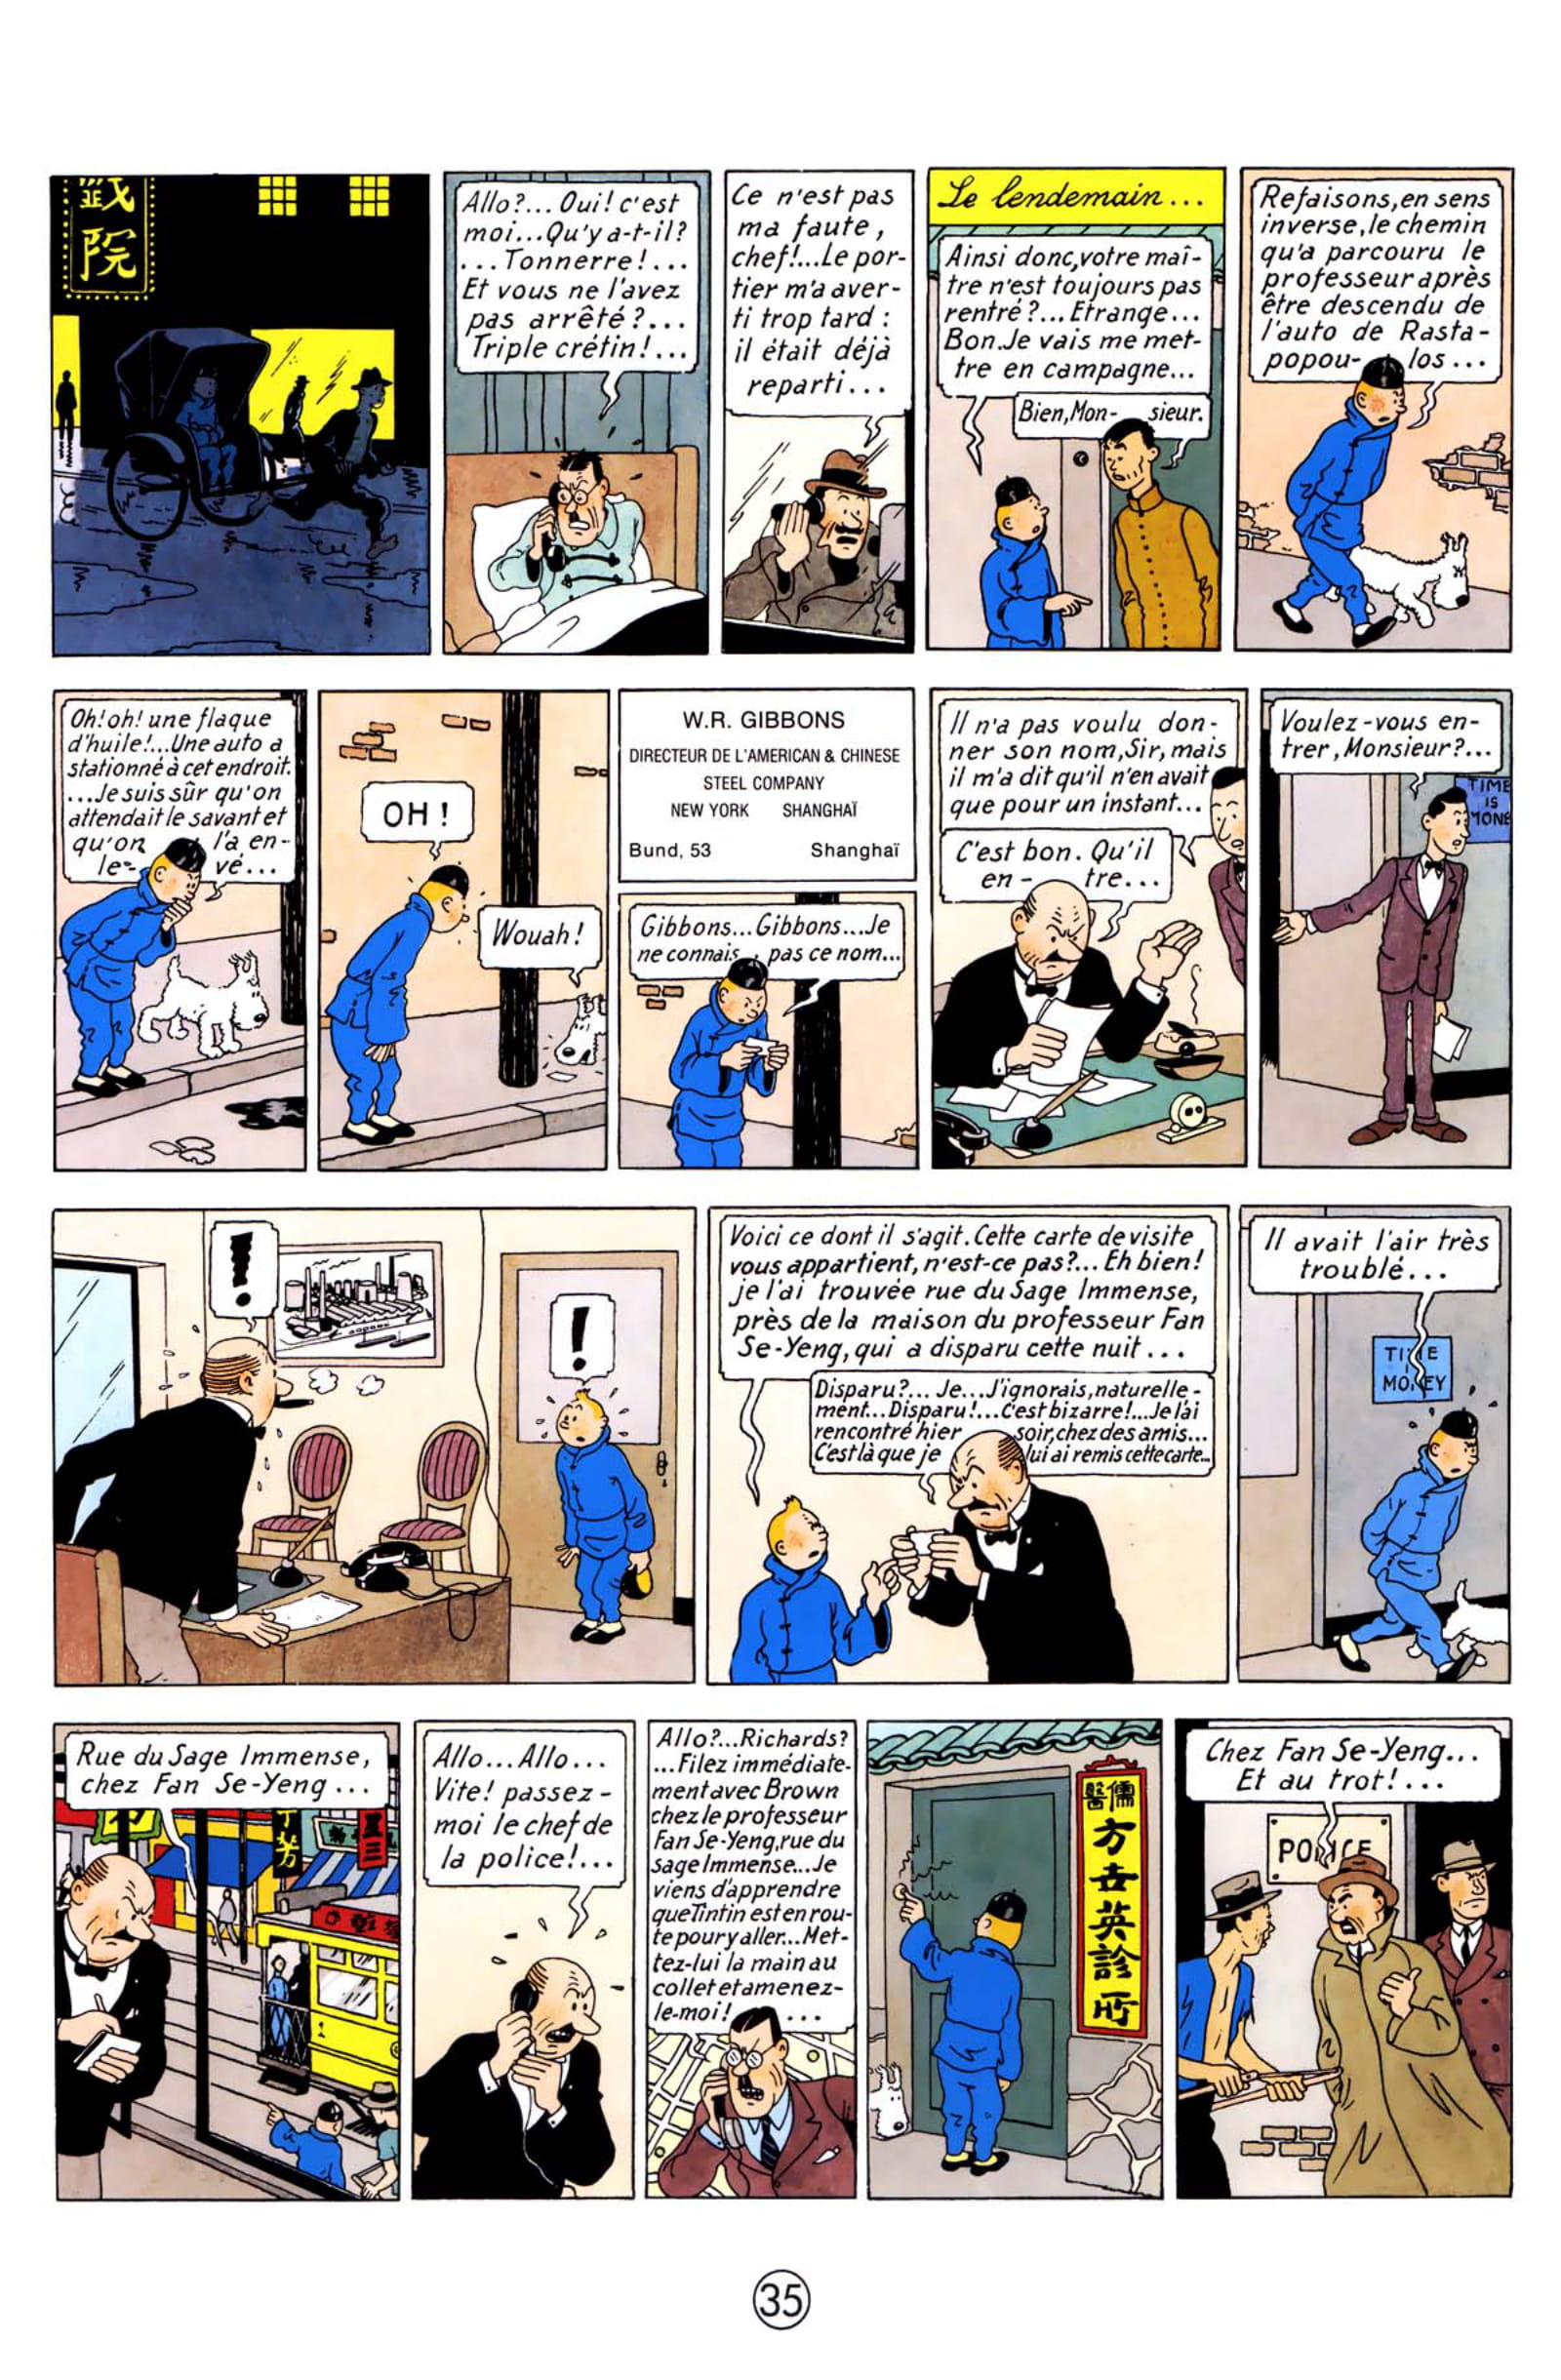 院
Allo?... Oui! c'est
moi...Qu'y a-t-il?
...Tonnerre!...
Et vous ne l'avez
pas arrêté?...
Triple crétin!...
Ce n'est pas
ma faute,
chef!...Le por-
tier m'a aver-
ti trop tard:
il était déjà
reparti...
Le lendemain...
Ainsi donc,votre maî-
tre n'est toujours pas
rentré?...Etrange...
Bon.Je vais me met-
tre en campagne...
Bien,Mon- sieur.
Refaisons,en sens
inverse,le chemin
qu'a parcouru le
professeur après
être descendu de
l'auto de Rasta-
popou- los...
Oh!oh! une flaque
d'huile!...Une auto a
stationné à cet endroit.
...Je suis sûr qu'on
attendait le savant et
qu'on l'a en-
le- vé...
OH!
Wouah!
W.R. GIBBONS
DIRECTEUR DE L'AMERICAN & CHINESE
STEEL COMPANY
NEW YORK SHANGHAÏ
Bund, 53 Shanghaï
Gibbons...Gibbons...Je
ne connais pas ce nom...
Il n'a pas voulu don-
ner son nom,Sir,mais
il m'a dit qu'il n'en avait
que pour un instant...
C'est bon. Qu'il
en- tre...
Voulez-vous en-
trer,Monsieur?...
TIME
IS
MONE
!
!
Voici ce dont il s'agit.Cette carte de visite
vous appartient, n'est-ce pas?... Eh bien!
je l'ai trouvée rue du Sage Immense,
près de la maison du professeur Fan
Se-Yeng, qui a disparu cette nuit...
Disparu?... Je...J'ignorais,naturelle-
ment...Disparu!...C'est bizarre!...Je l'ai
rencontré hier soir,chez des amis...
C'est là que je lui ai remis cette carte...
Il avait l'air très
troublé...
TIME
MONEY
Rue du Sage Immense,
chez Fan Se-Yeng...
三
1
Allo...Allo...
Vite! passez-
moi le chef de
la police!...
Allo?...Richards?
...Filez immédiate-
ment avec Brown
chez le professeur
Fan Se-Yeng,rue du
Sage Immense...Je
viens d'apprendre
que Tintin est en rou-
te pour y aller...Met-
tez-lui la main au
collet et amenez-
le-moi! ...
醫儒
方
世
英
診
所
Chez Fan Se-Yeng...
Et au trot!...
POLICE
35